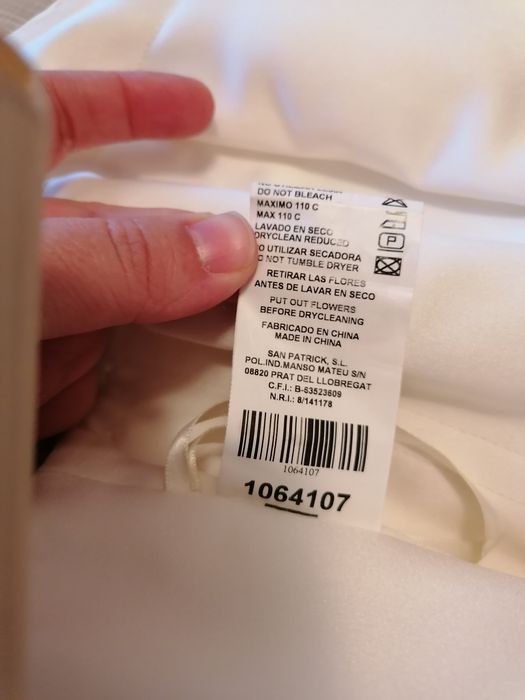 DO NOT BLEACH
MAXIMO 110 C
MAX 110 C
LAVADO EN SECO
DRYCLEAN REDUCED
NO UTILIZAR SECADORA
DO NOT TUMBLE DRYER
RETIRAR LAS FLORES
ANTES DE LAVAR EN SECO
PUT OUT FLOWERS
BEFORE DRYCLEANING
FABRICADO EN CHINA
MADE IN CHINA
SAN PATRICK, S.L.
POL.IND.MANSO MATEU S/N
08820 PRAT DEL LLOBREGAT
C.F.I.: B-63523609
N.R.I.: 8/141178
1064107
1064107
P